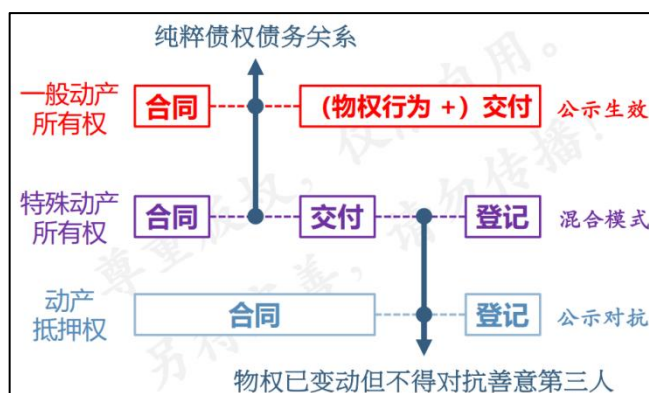 纯粹债权债务关系
一般动产
所有权
合同
(物权行为 +) 交付
公示生效
特殊动产
所有权
合同
交付
登记
混合模式
动产
抵押权
合同
登记
公示对抗
物权已变动但不得对抗善意第三人